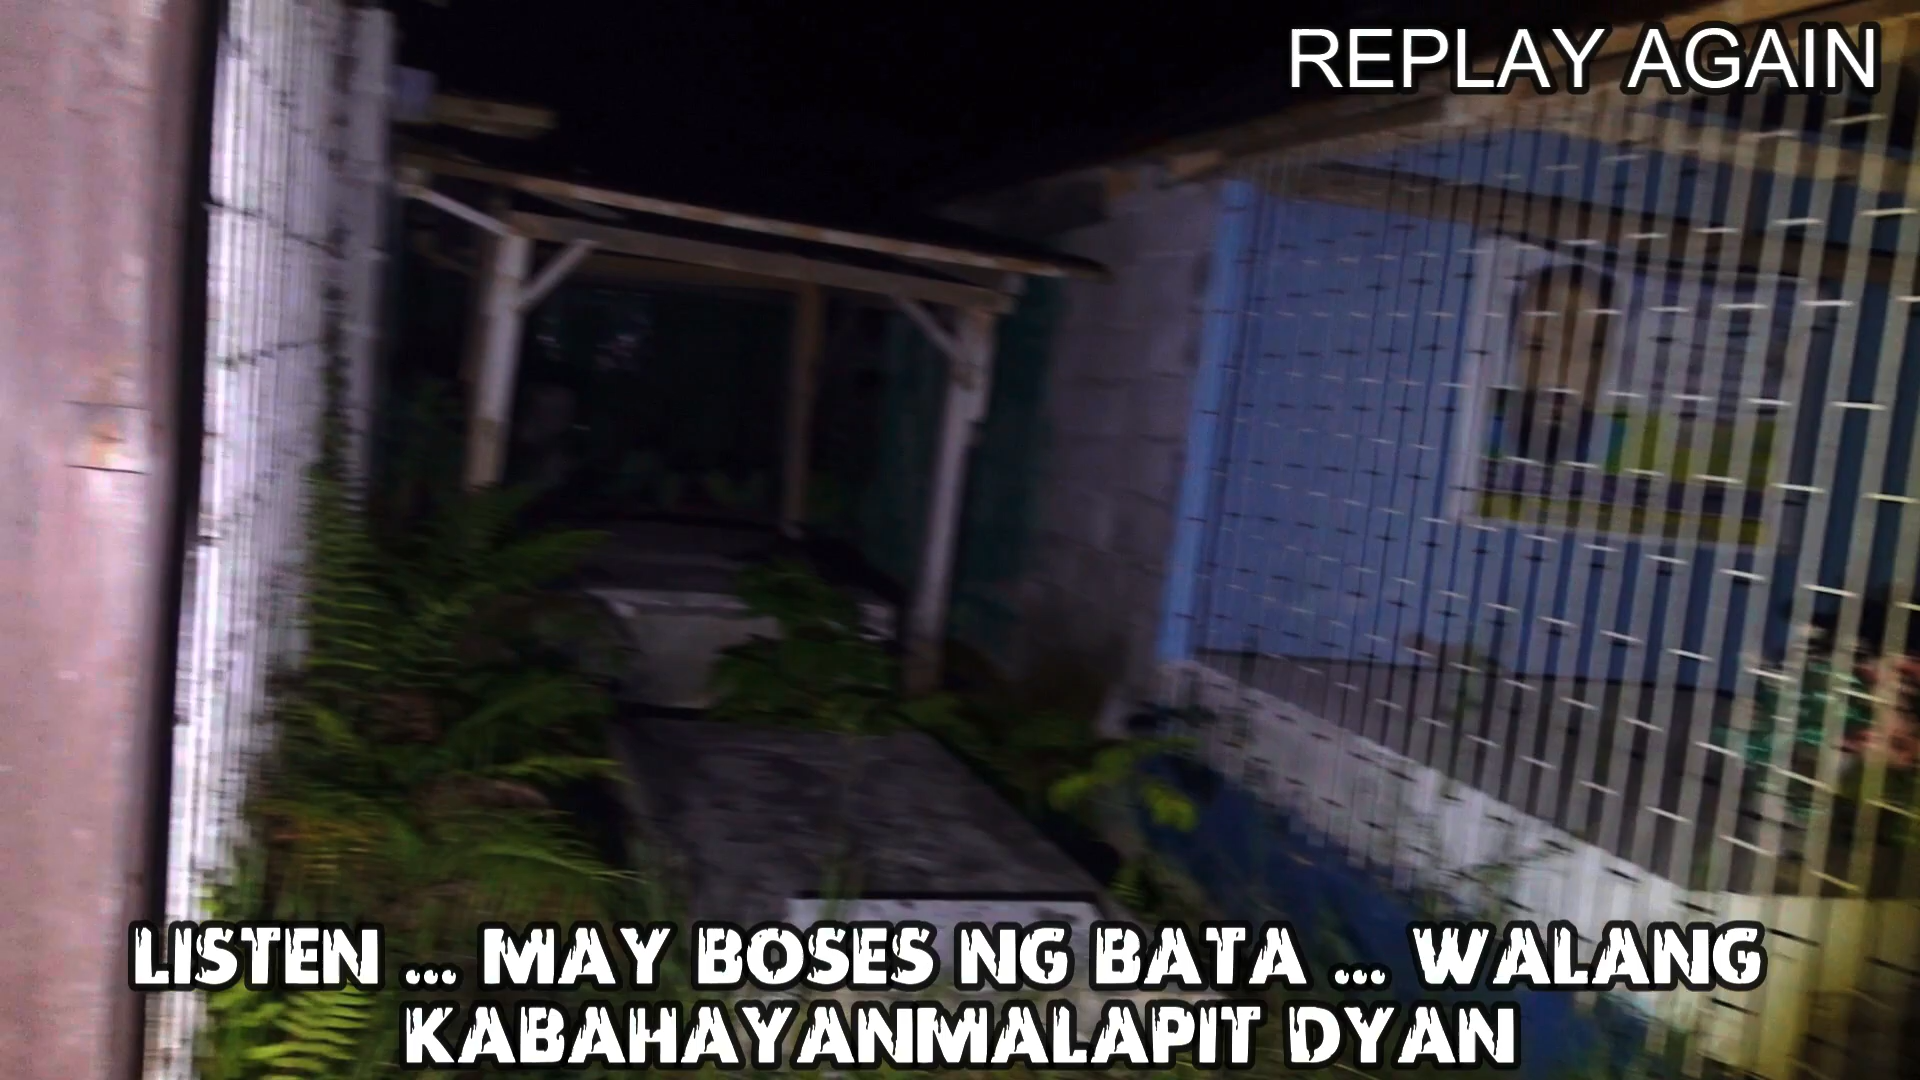 REPLAY AGAIN
LISTEN ... MAY BOSES NG BATA ... WALANG
KABAHAYANMALAPIT DYAN